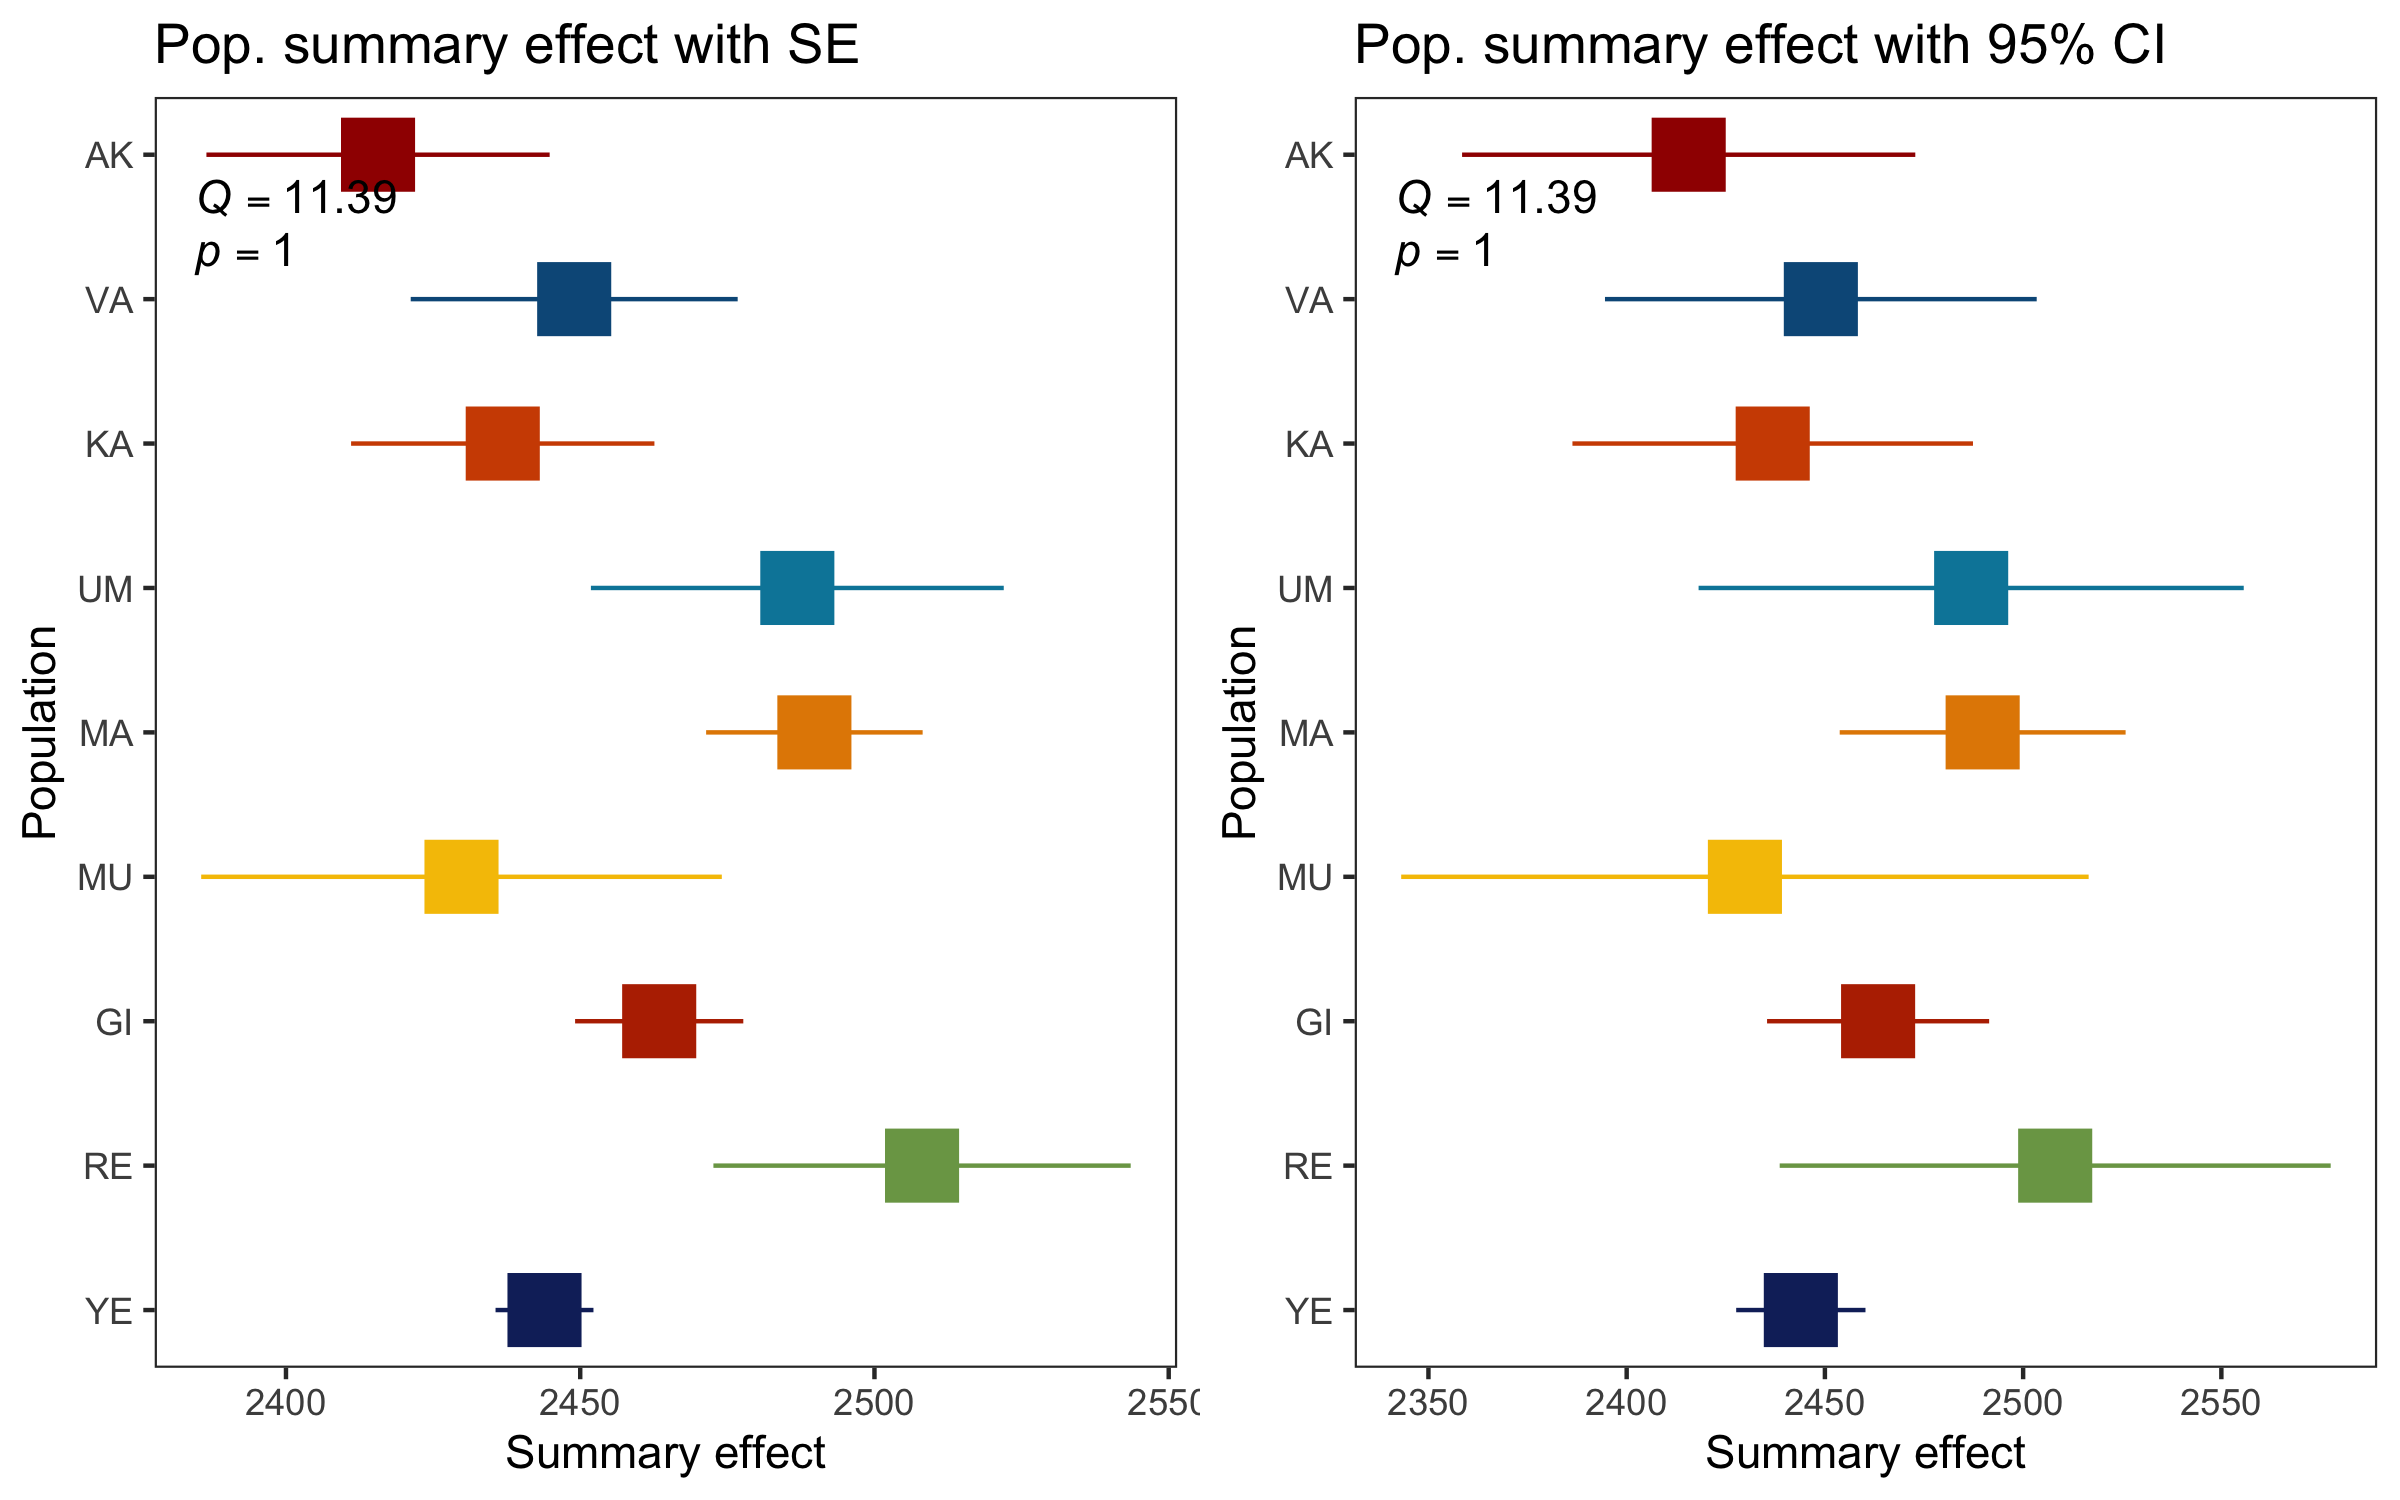 Pop. summary effect with SE
AK
Q = 11.39
p = 1
VA
KA
UM
MA
MU
GI
RE
YE
Population
2400 2450 2500 255
Summary effect
Pop. summary effect with 95% CI
AK
Q = 11.39
p = 1
VA
KA
UM
MA
MU
GI
RE
YE
Population
2350 2400 2450 2500 2550
Summary effect